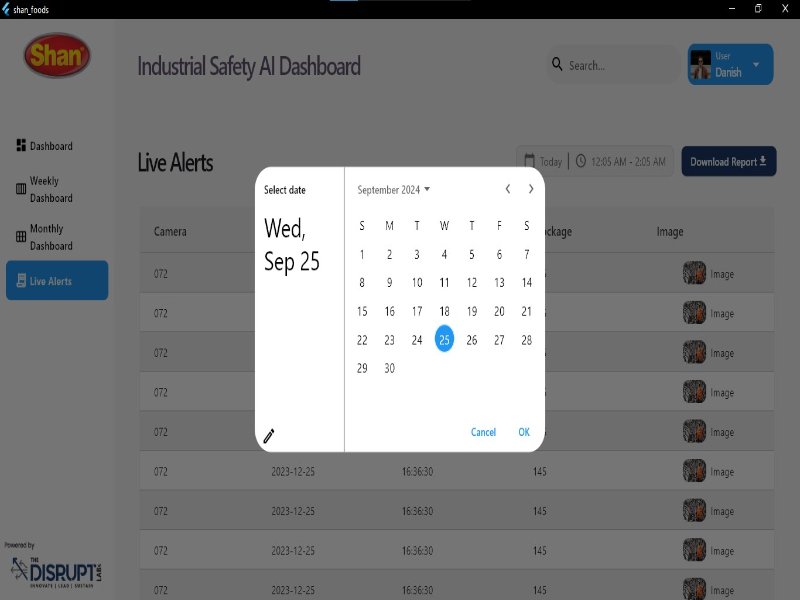 shan_foods
Shan
Industrial Safety AI Dashboard
Search...
User
Danish
Dashboard
Weekly
Dashboard
Monthly
Dashboard
Live Alerts
Live Alerts
Today
12:05 AM - 2:05 AM
Download Report
Select date
Wed,
Sep 25
September 2024
S M T W T F S
1 2 3 4 5 6 7
8 9 10 11 12 13 14
15 16 17 18 19 20 21
22 23 24 25 26 27 28
29 30
Cancel OK
Camera Image
072 Image
072 Image
072 Image
072 Image
072 Image
072 2023-12-25 16:36:30 145 Image
072 2023-12-25 16:36:30 145 Image
072 2023-12-25 16:36:30 145 Image
072 2023-12-25 16:36:30 145 Image
Powered by
THE
DISRUPT
LABS
INNOVATE | LEAD | SUSTAIN